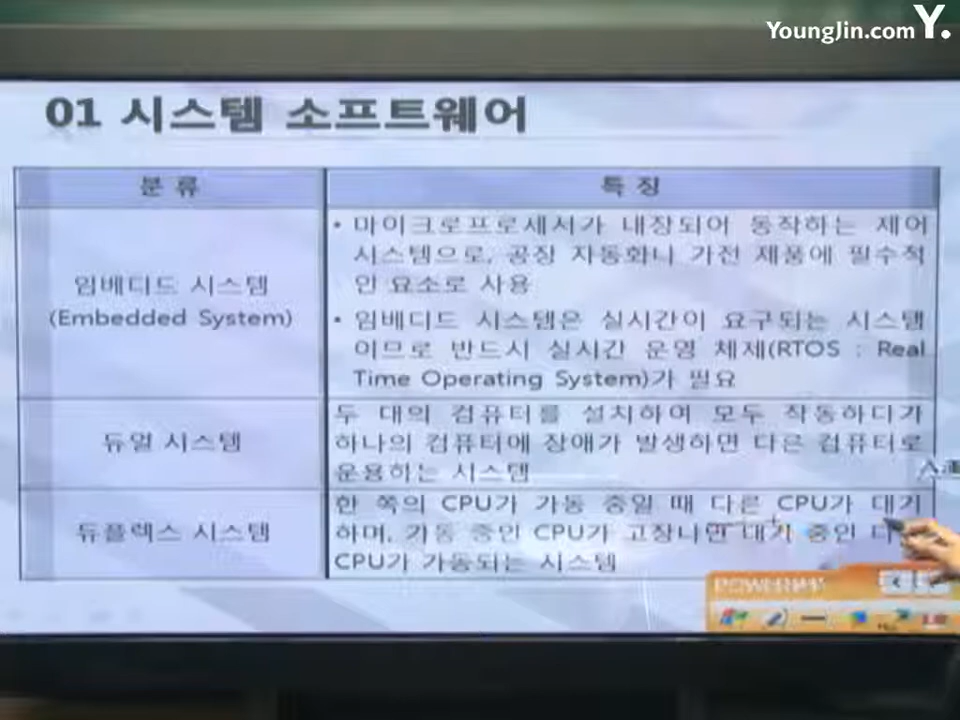 YoungJin.com Y.
01 시스템 소프트웨어
분 류
특 징
임베디드 시스템
(Embedded System)
• 마이크로프로세서가 내장되어 동작하는 제어
시스템으로, 공장 자동화나 가전 제품에 필수적
인 요소로 사용
• 임베디드 시스템은 실시간이 요구되는 시스템
이므로 반드시 실시간 운영 체제(RTOS : Real
Time Operating System)가 필요
듀얼 시스템
두 대의 컴퓨터를 설치하여 모두 작동하다가
하나의 컴퓨터에 장애가 발생하면 다른 컴퓨터로
운용하는 시스템
듀플렉스 시스템
한 쪽의 CPU가 가동 중일 때 다른 CPU가 대기
하며, 가동 중인 CPU가 고장나면 대기 중인 다
CPU가 가동되는 시스템